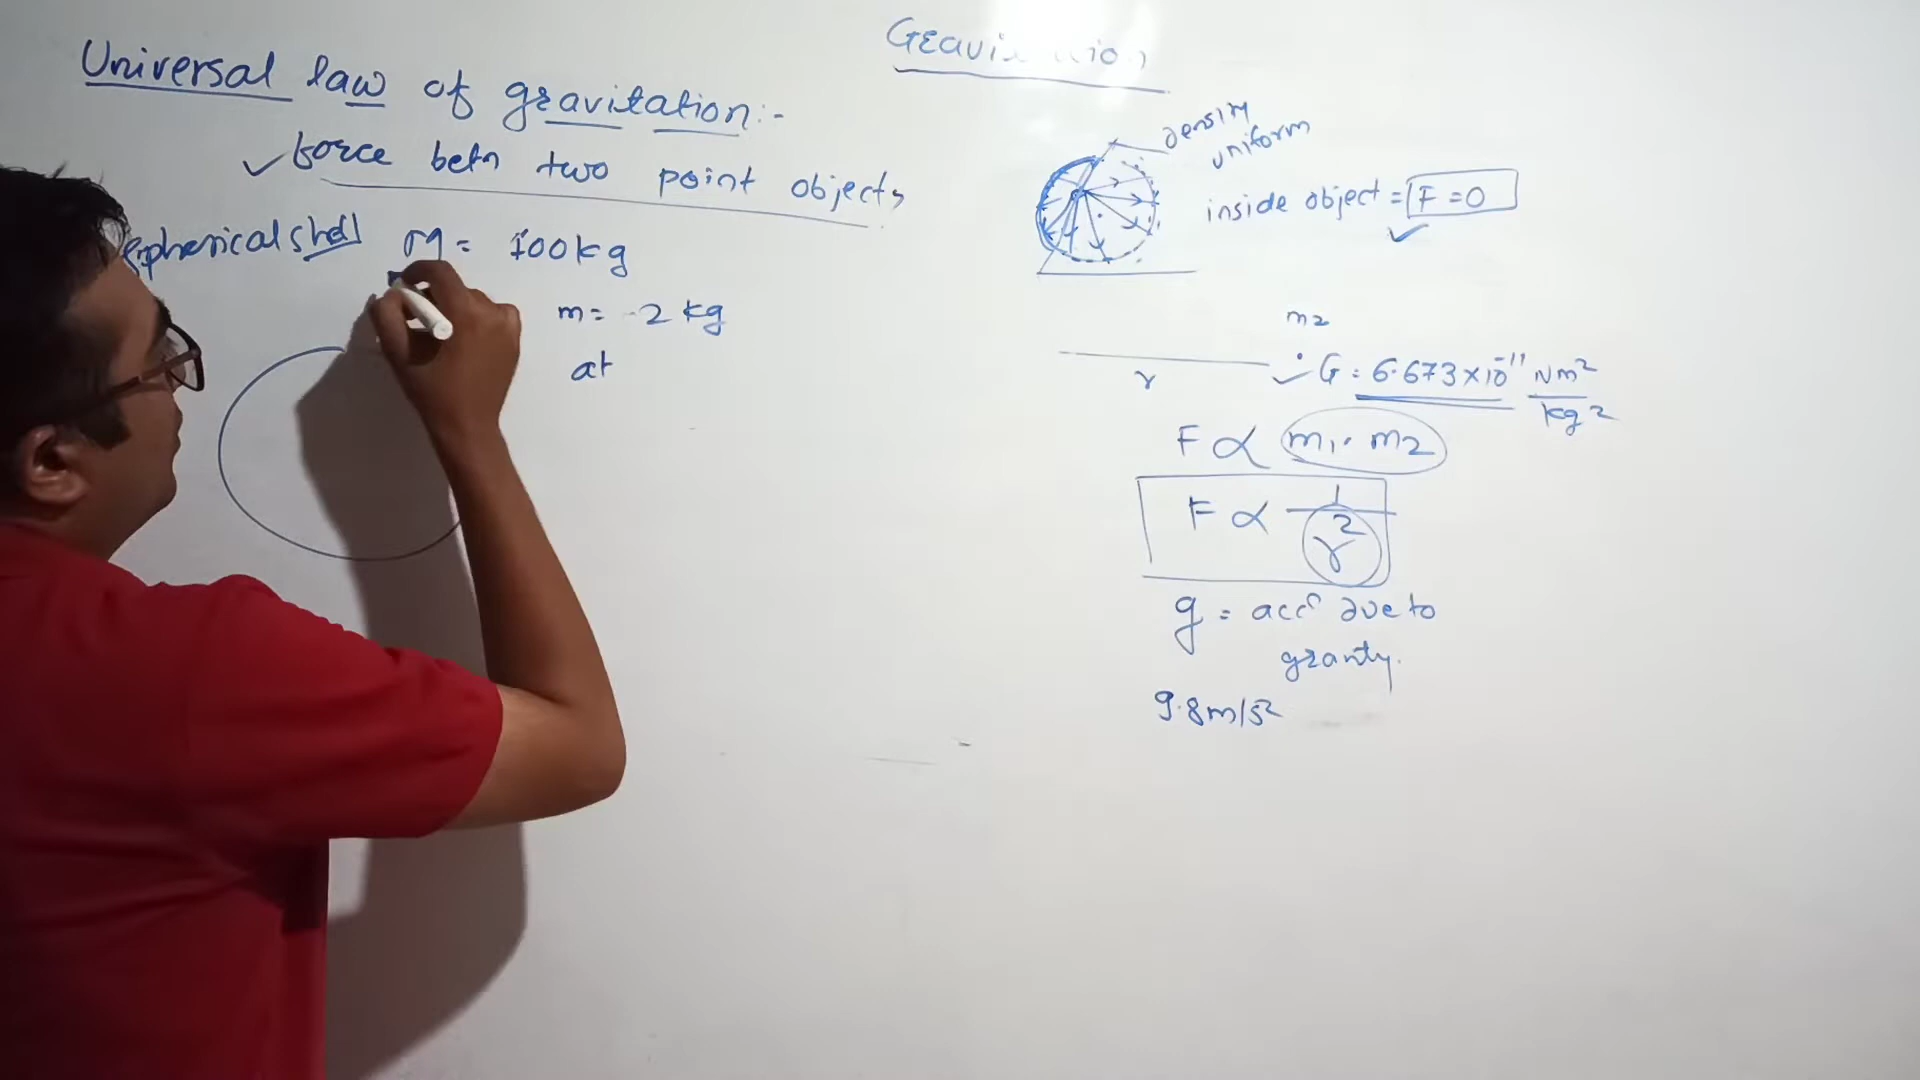 Universal law of gravitation:-
✓ force betn two point objects
spherical shell M = 100 kg
m = 2 kg
at
density
uniform
inside object = F = 0
✓
m2
r
✓ G = 6.673 × 10⁻¹¹ Nm²/kg²
F ∝ m1. m2
F ∝ 1/r²
g = accⁿ due to
gravity.
9.8 m/s²